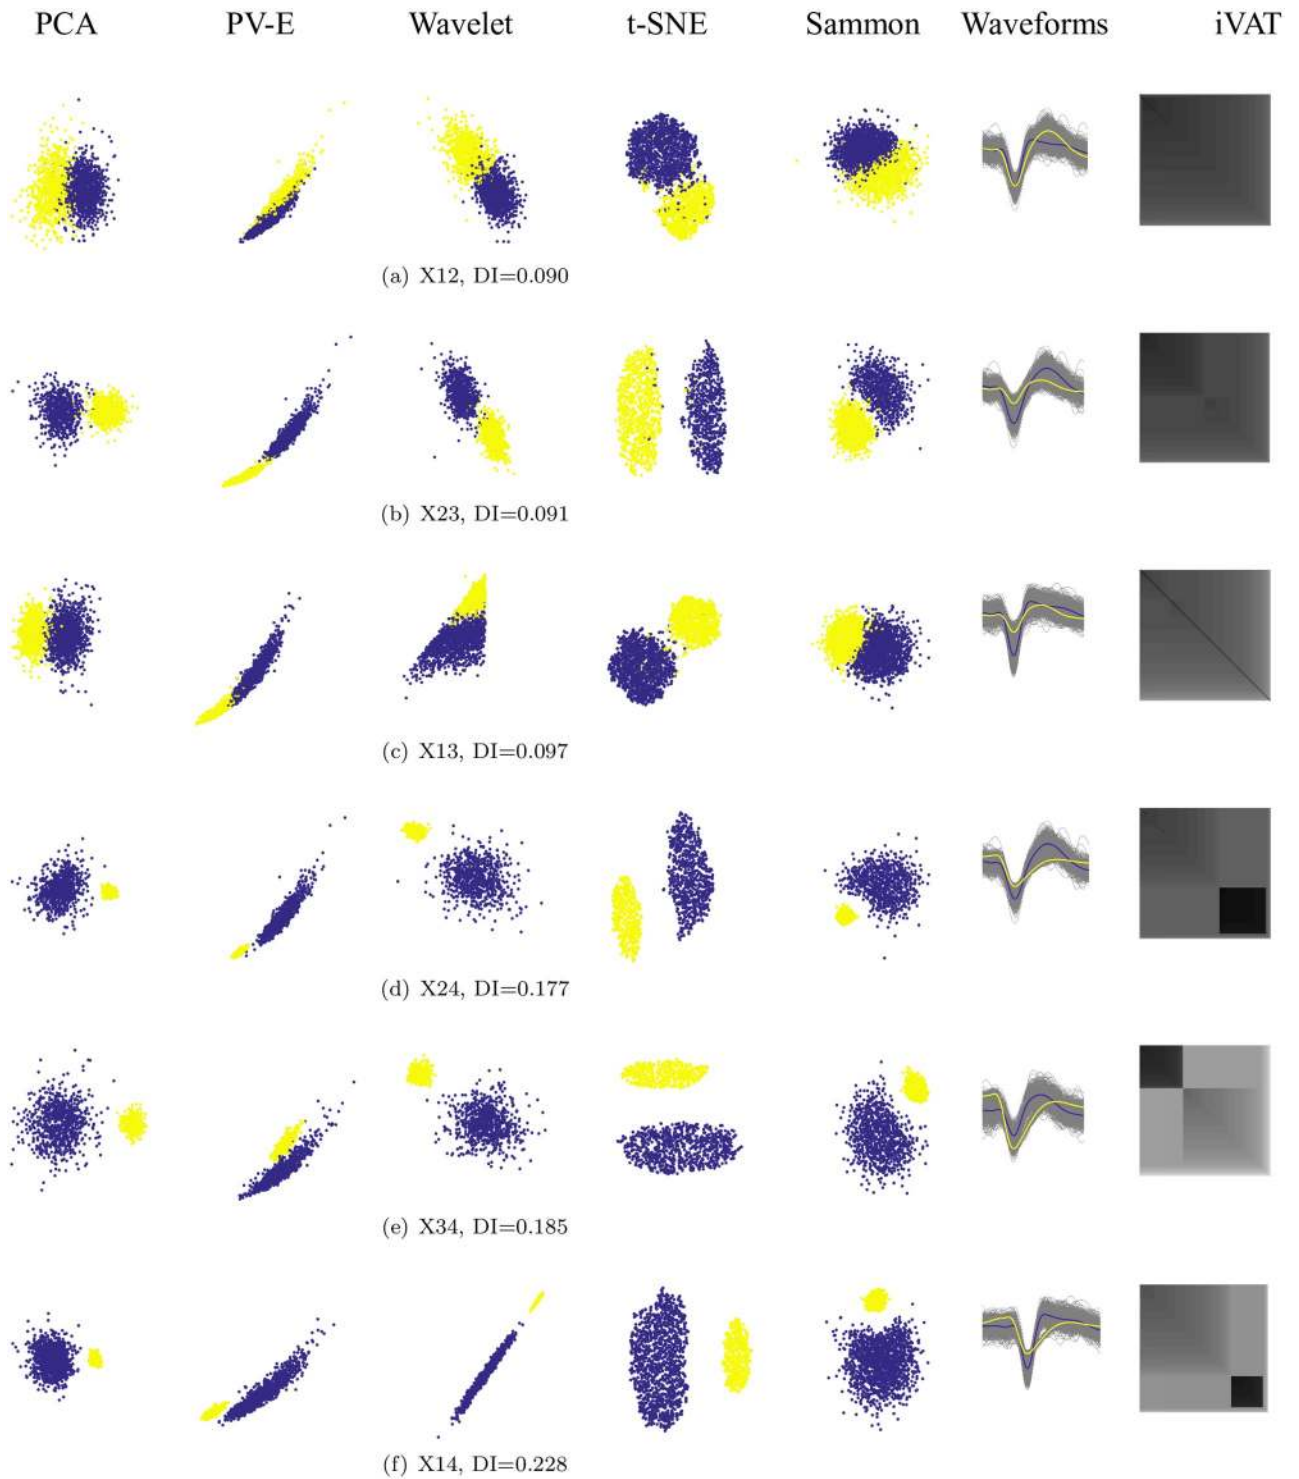 PCA PV-E Wavelet t-SNE Sammon Waveforms iVAT
(a) X12, DI=0.090
(b) X23, DI=0.091
(c) X13, DI=0.097
(d) X24, DI=0.177
(e) X34, DI=0.185
(f) X14, DI=0.228